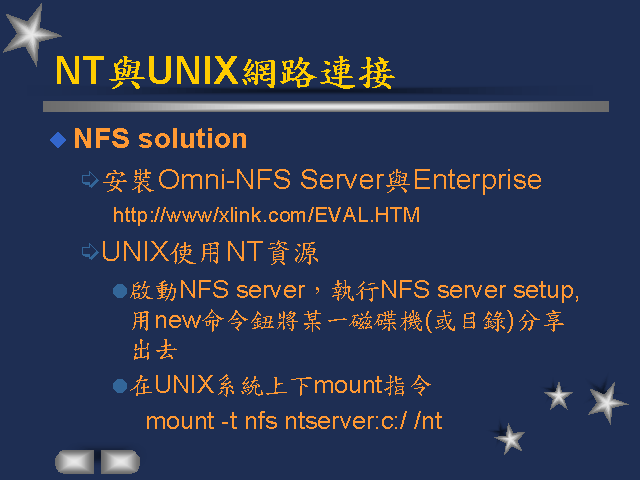 NT與UNIX網路連接
NFS solution
安裝Omni-NFS Server與Enterprise
http://www/xlink.com/EVAL.HTM
UNIX使用NT資源
啟動NFS server，執行NFS server setup,
用new命令鈕將某一磁碟機(或目錄)分享
出去
在UNIX系統上下mount指令
mount -t nfs ntserver:c:/ /nt